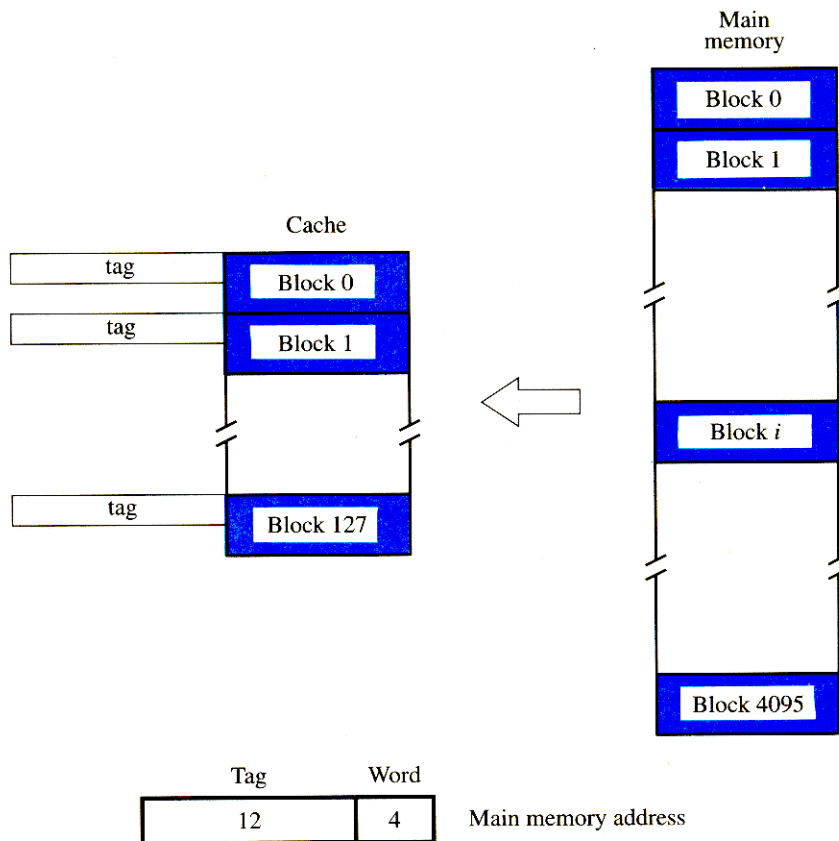 Main
memory
Block 0
Block 1
Cache
tag
Block 0
tag
Block 1
Block i
tag
Block 127
Block 4095
Tag
Word
12
4
Main memory address